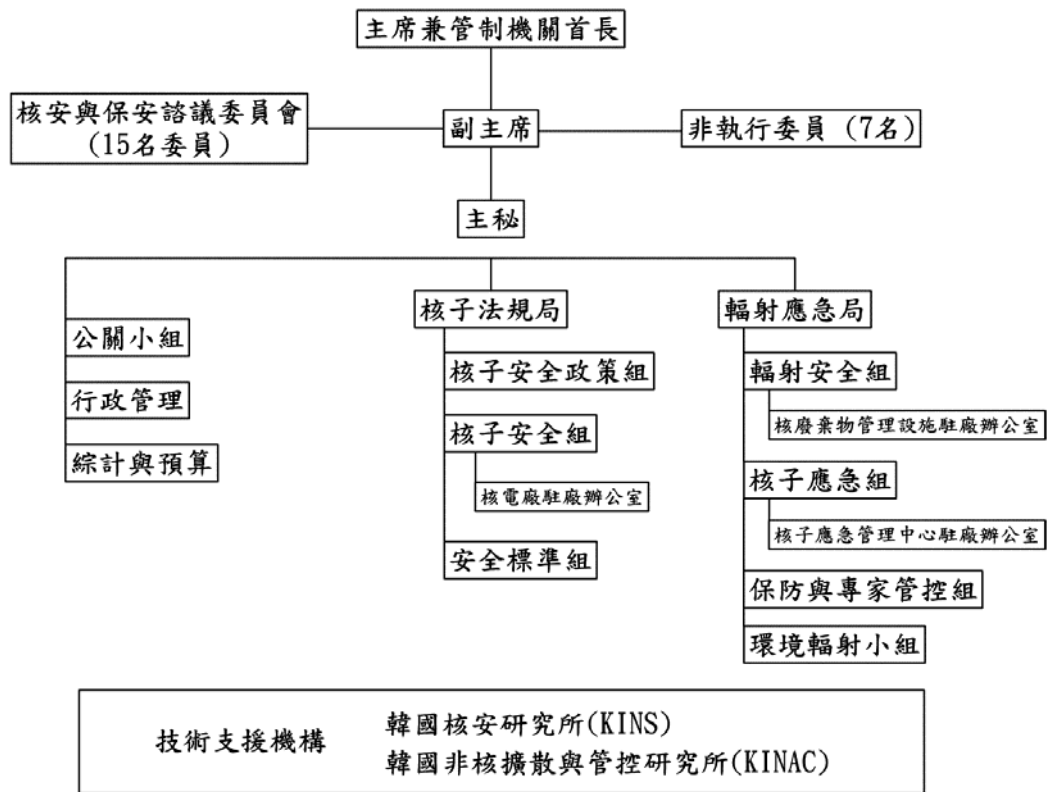 主席兼管制機關首長
核安與保安諮議委員會
(15名委員)
副主席
非執行委員 (7名)
主秘
公關小組
行政管理
綜計與預算
核子法規局
核子安全政策組
核子安全組
核電廠駐廠辦公室
安全標準組
輻射應急局
輻射安全組
核廢棄物管理設施駐廠辦公室
核子應急組
核子應急管理中心駐廠辦公室
保防與專家管控組
環境輻射小組
技術支援機構
韓國核安研究所(KINS)
韓國非核擴散與管控研究所(KINAC)